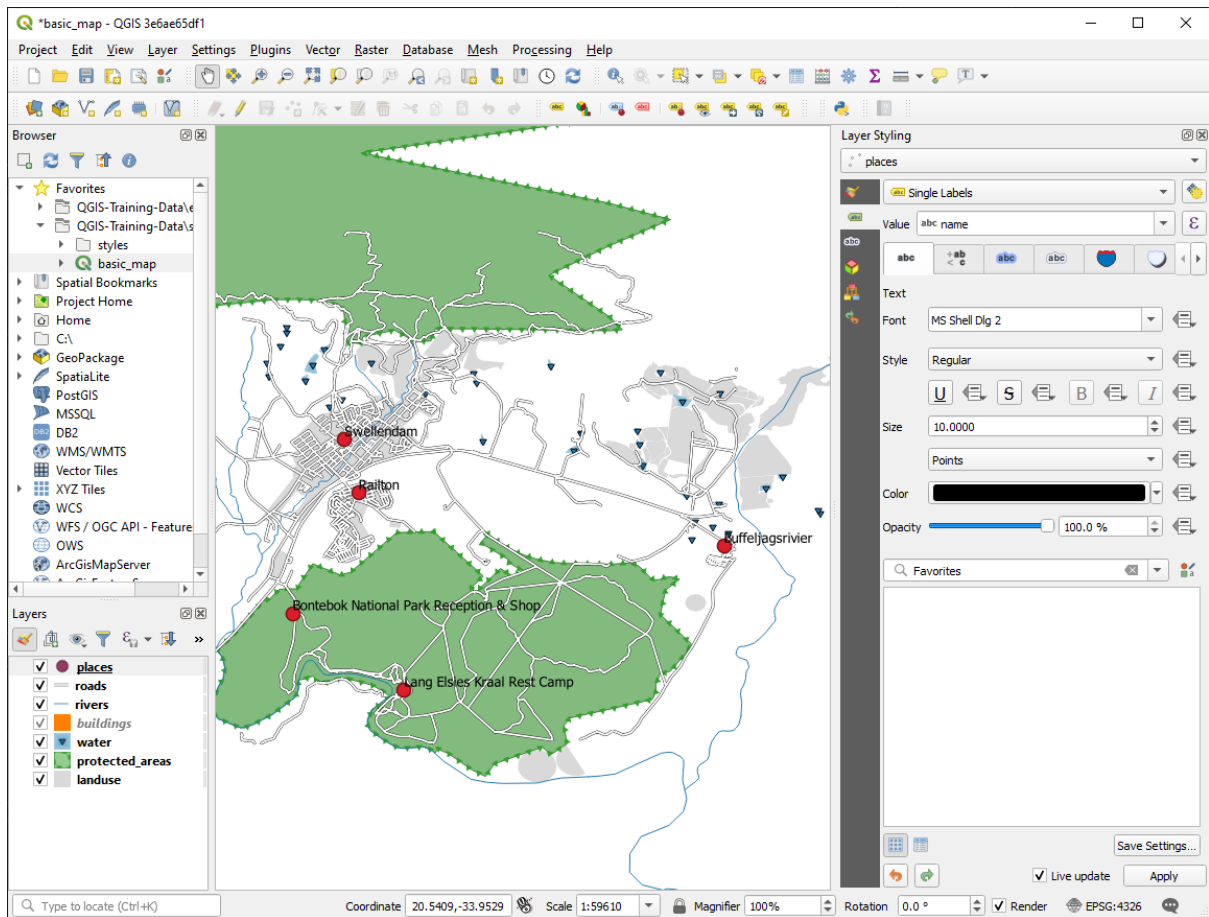 *basic_map - QGIS 3e6ae65df1
Project Edit View Layer Settings Plugins Vector Raster Database Mesh Processing Help
Browser
Favorites
QGIS-Training-Data\e
QGIS-Training-Data\s
styles
basic_map
Spatial Bookmarks
Project Home
Home
C:\
GeoPackage
SpatiaLite
PostGIS
MSSQL
DB2
WMS/WMTS
Vector Tiles
XYZ Tiles
WCS
WFS / OGC API - Feature
OWS
ArcGisMapServer
Layers
places
roads
rivers
buildings
water
protected_areas
landuse
Swellendam
Railton
Buffeljagsrivier
Bontebok National Park Reception & Shop
Lang Elsies Kraal Rest Camp
Layer Styling
places
Single Labels
Value abc name
abc +ab < c abc abc
Text
Font MS Shell Dlg 2
Style Regular
U S B I
Size 10.0000
Points
Color
Opacity 100.0 %
Favorites
Save Settings...
Live update Apply
Type to locate (Ctrl+K) Coordinate 20.5409,-33.9529 Scale 1:59610 Magnifier 100% Rotation 0.0 ° Render EPSG:4326